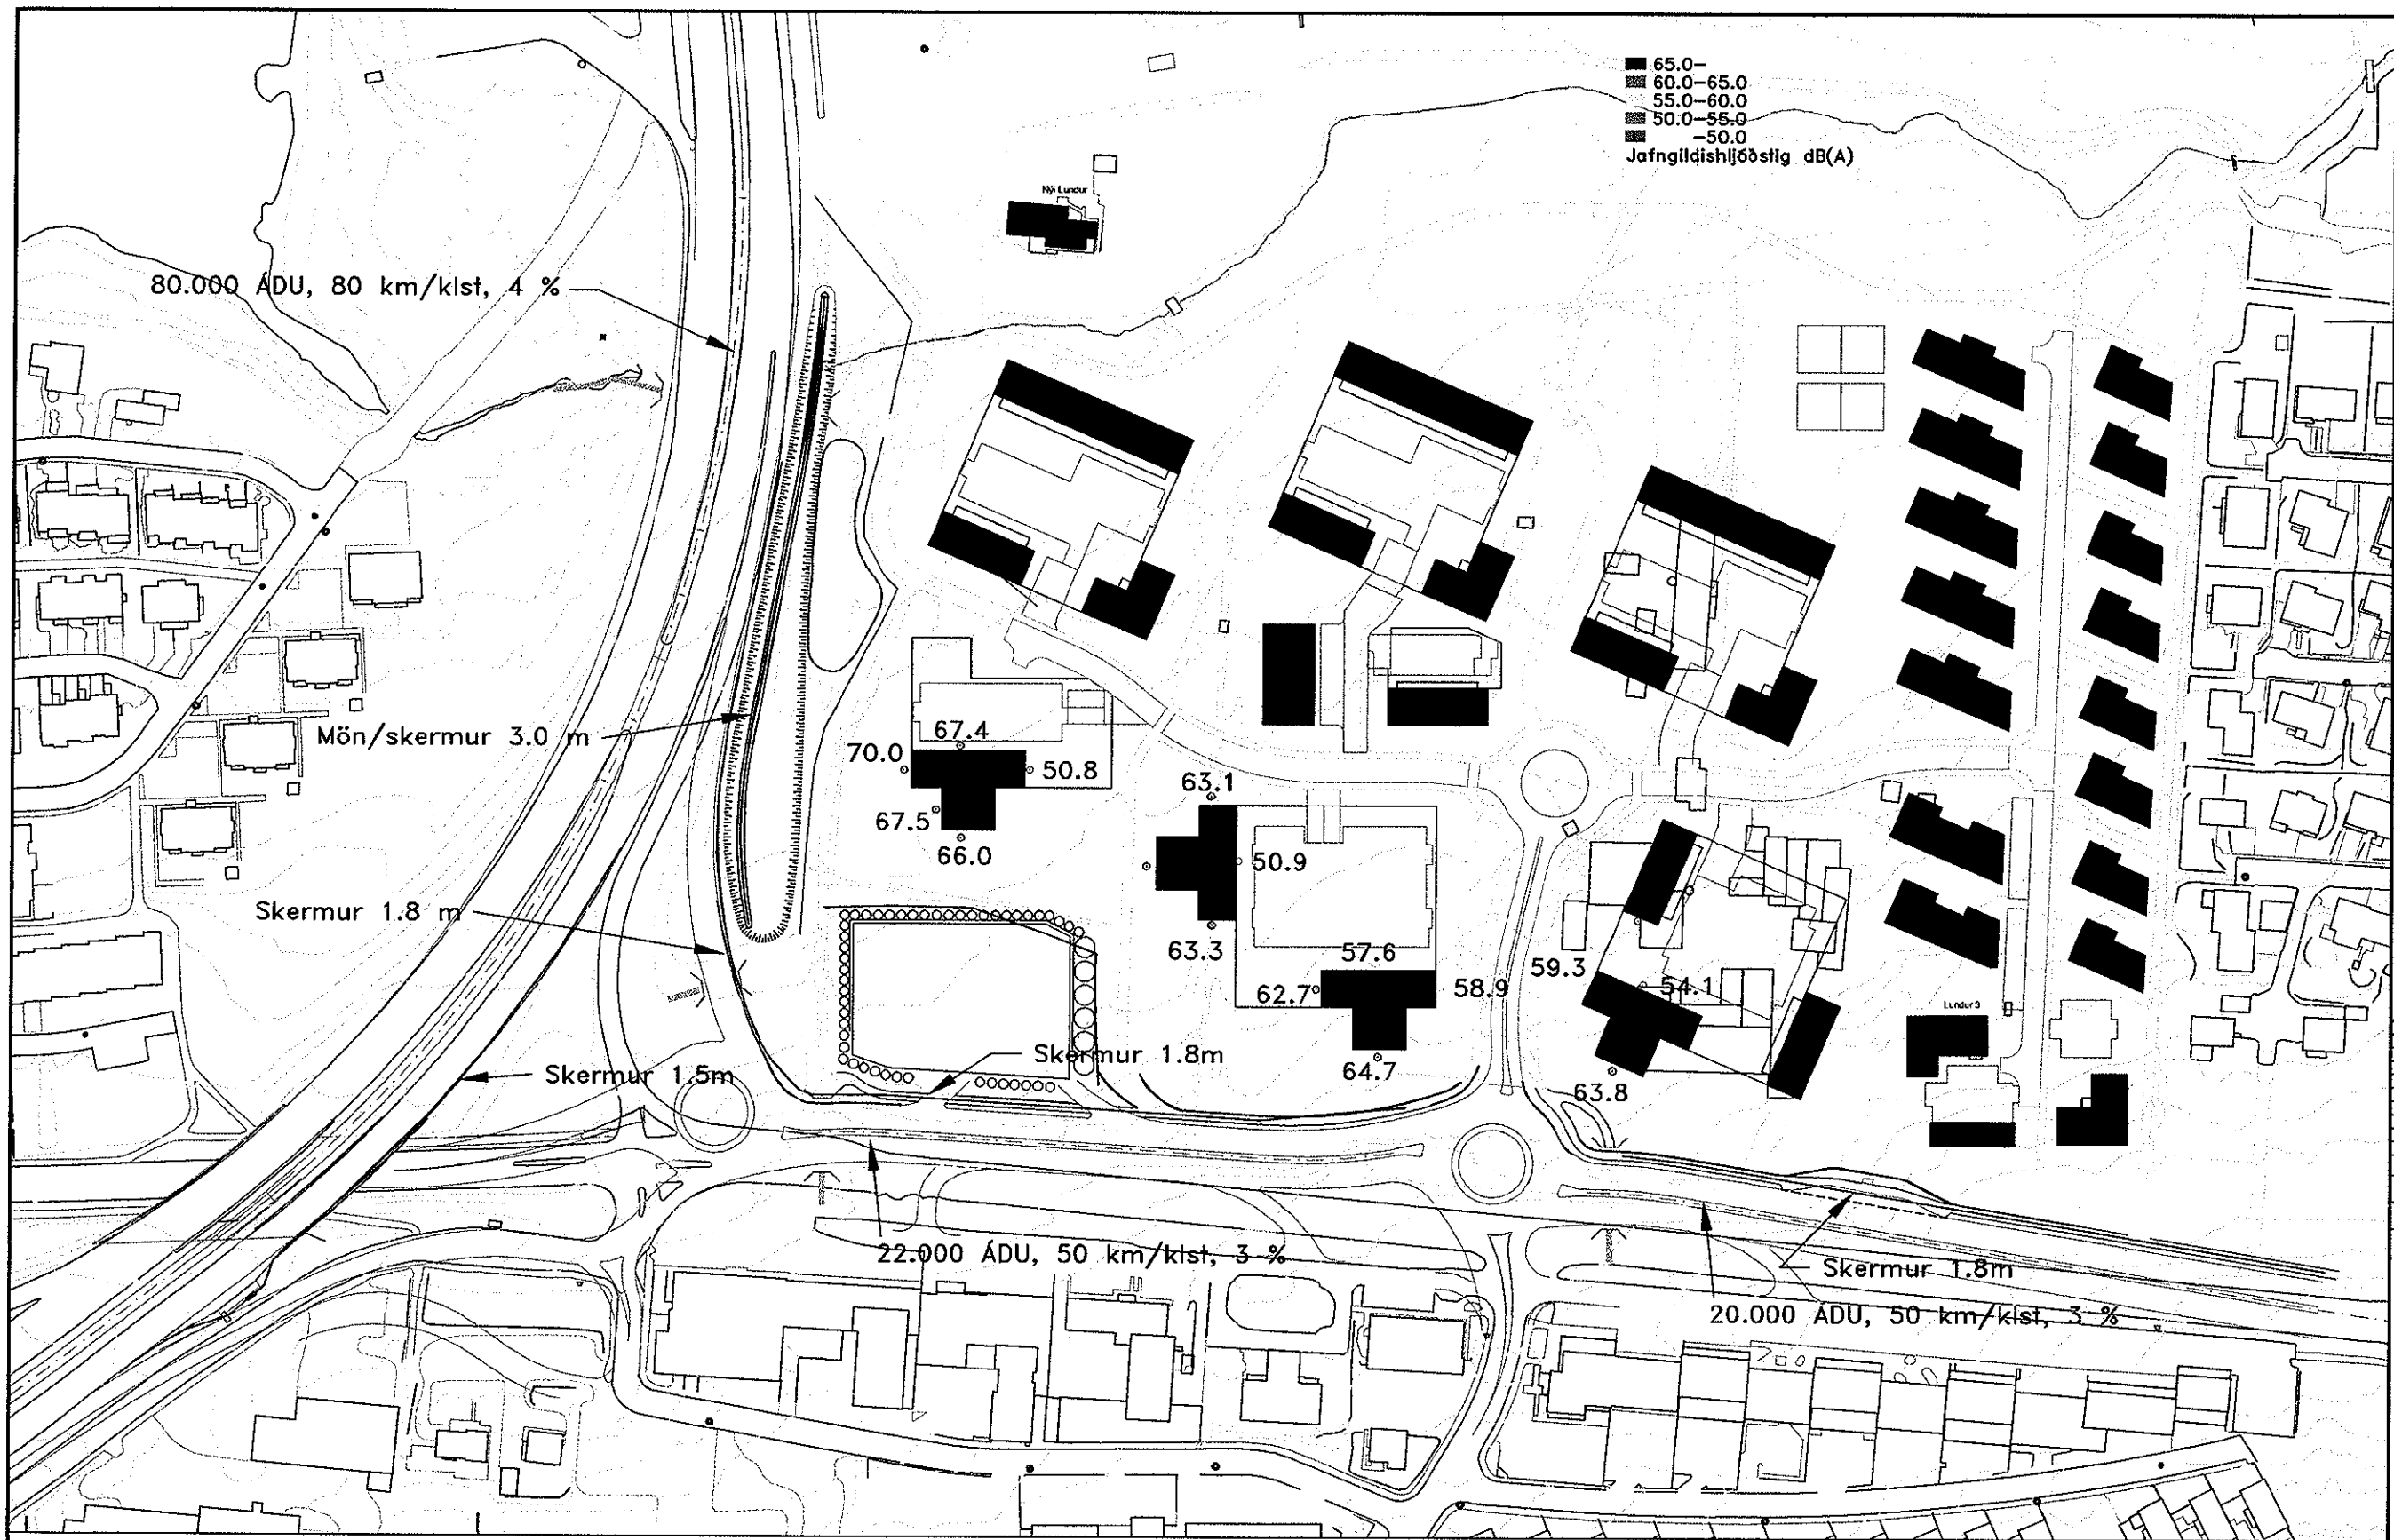 65.0-
60.0-65.0
55.0-60.0
50.0-55.0
-50.0
Jafngildishljóðstig dB(A)
Nýi Lundur
80.000 ÁDU, 80 km/klst, 4 %
Mön/skermur 3.0 m
67.4
70.0
50.8
63.1
67.5
66.0
50.9
Skermur 1.8 m
63.3
57.6
59.3
62.7
58.9
54.1
Lundur 3
Skermur 1.8m
Skermur 1.5m
64.7
63.8
22.000 ÁDU, 50 km/klst, 3 %
Skermur 1.8m
20.000 ÁDU, 50 km/klst, 3 %